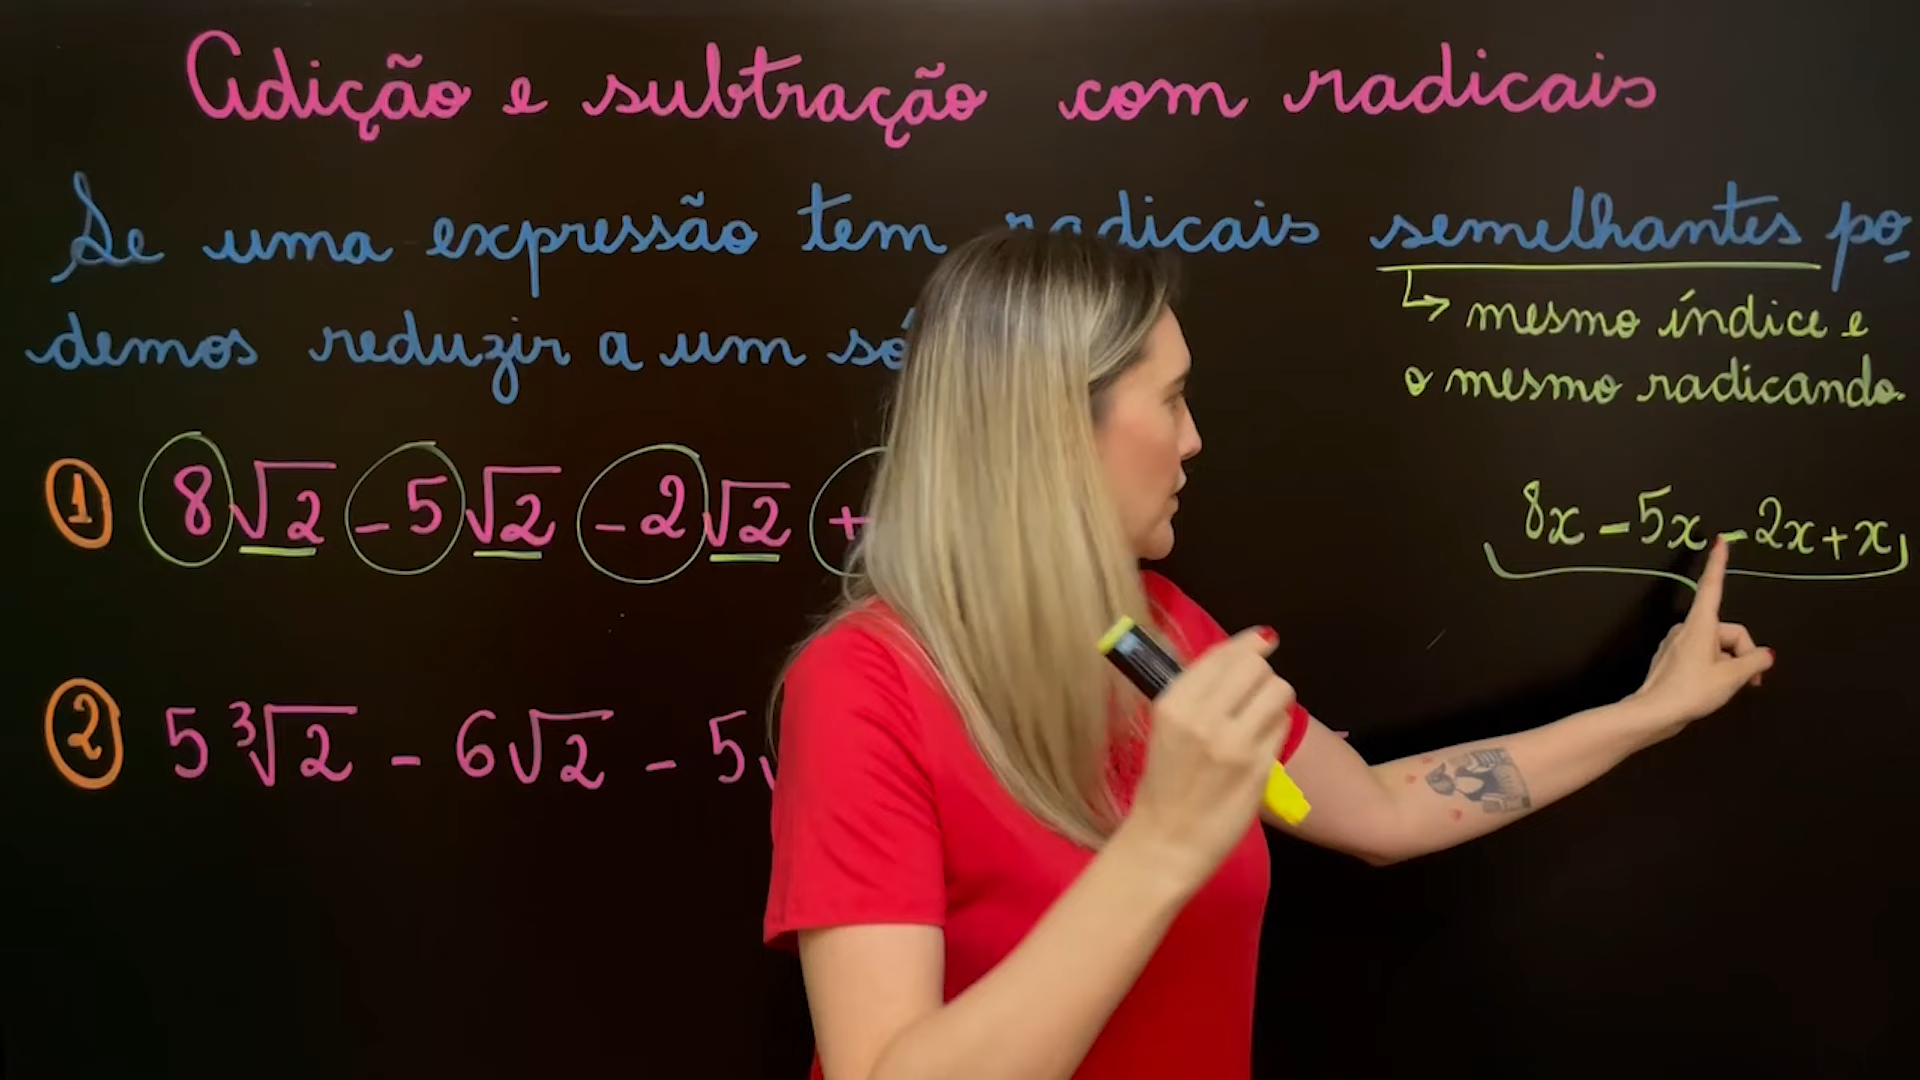 Adição e subtração com radicais
Se uma expressão tem radicais semelhantes po
demos reduzir a um só
↳ mesmo índice e
o mesmo radicando.
① 8√2 - 5√2 - 2√2 +
8x - 5x - 2x + x
② 5∛2 - 6√2 - 5√